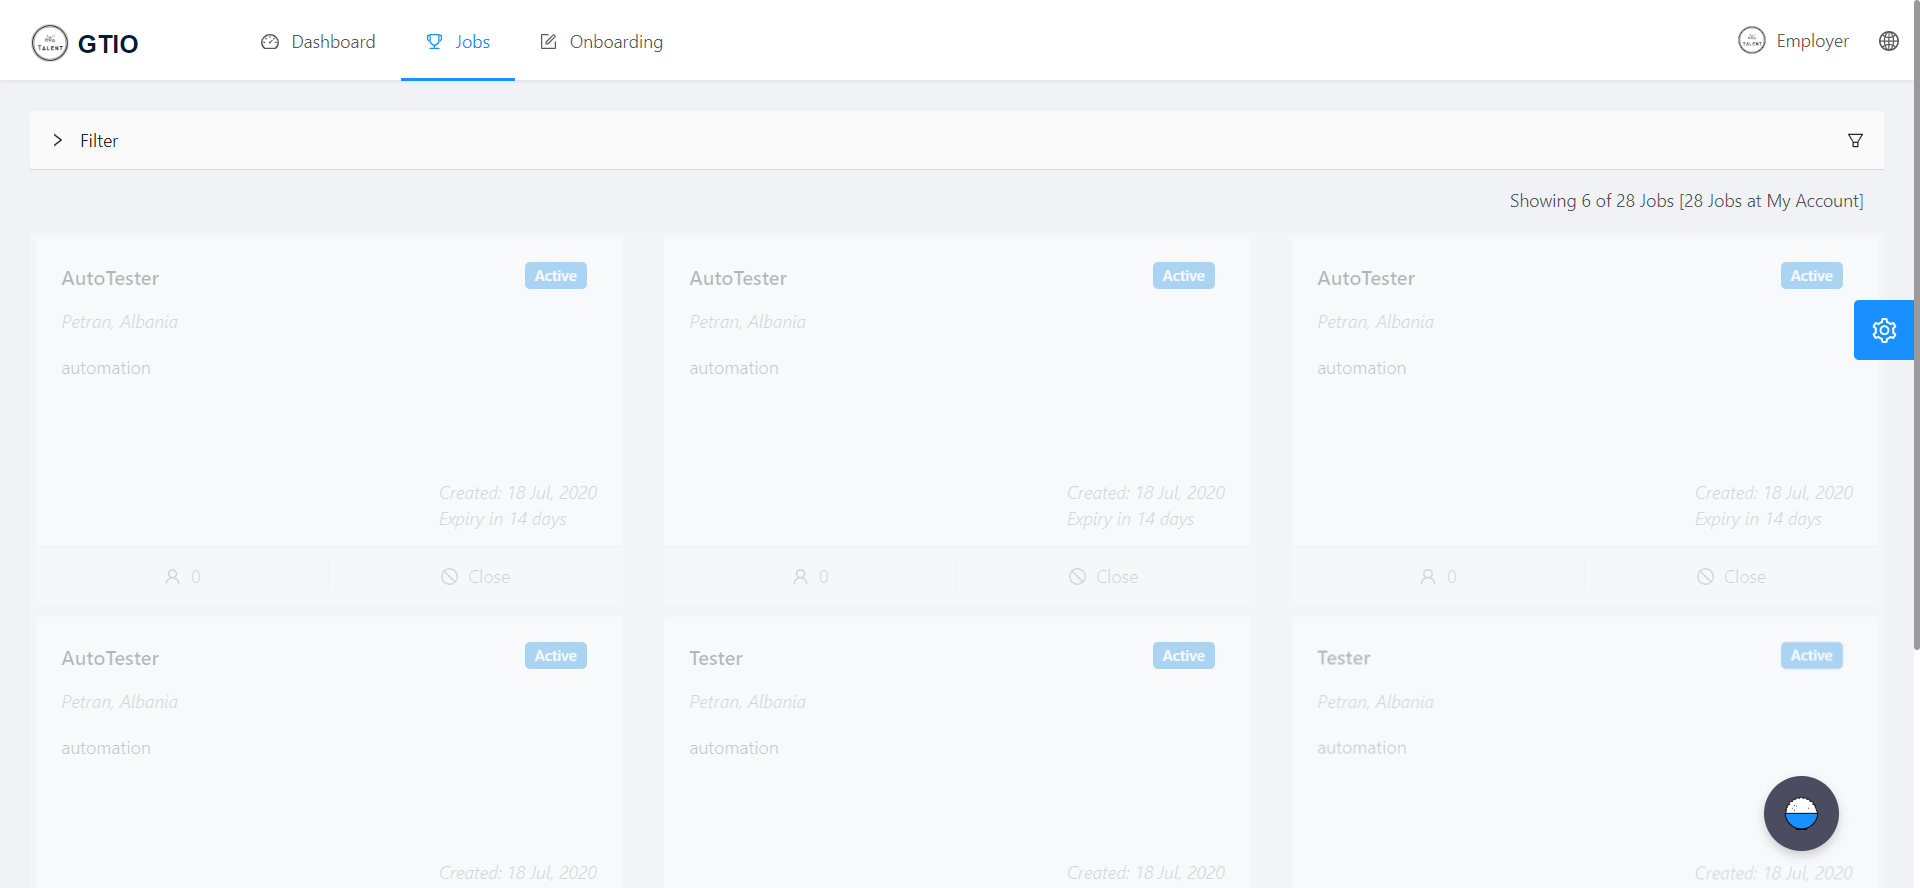 TALENT GTIO Dashboard Jobs Onboarding TALENT Employer
Filter
Showing 6 of 28 Jobs [28 Jobs at My Account]
AutoTester Active AutoTester Active AutoTester Active
Petran, Albania Petran, Albania Petran, Albania
automation automation automation
Created: 18 Jul, 2020 Created: 18 Jul, 2020 Created: 18 Jul, 2020
Expiry in 14 days Expiry in 14 days Expiry in 14 days
0 Close 0 Close 0 Close
AutoTester Active Tester Active Tester Active
Petran, Albania Petran, Albania Petran, Albania
automation automation automation
Created: 18 Jul, 2020 Created: 18 Jul, 2020 Created: 18 Jul, 2020